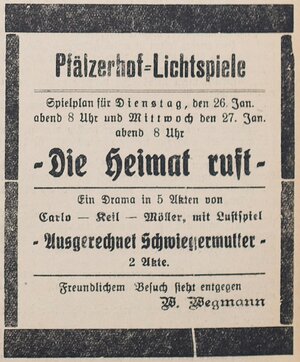 Pfälzerhof=Lichtspiele
Spielplan für Dienstag, den 26. Jan.
abend 8 Uhr und Mittwoch den 27. Jan.
abend 8 Uhr
- Die Heimat ruft -
Ein Drama in 5 Akten von
Carlo — Keil — Möller, mit Lustspiel
- Ausgerechnet Schwiegermutter -
2 Akte.
Freundlichem Besuch sieht entgegen
W. Wegmann